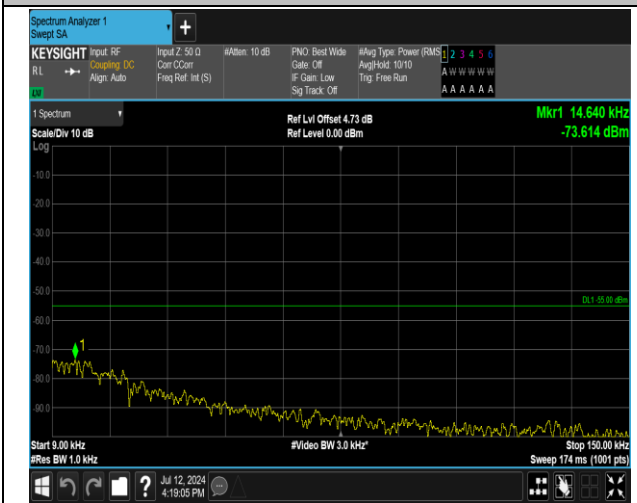 Spectrum Analyzer 1
Swept SA
+
KEYSIGHT
RL
LXI
Input: RF
Coupling: DC
Align: Auto
Input Z: 50 Ω
Corr CCorr
Freq Ref: Int (S)
#Atten: 10 dB
PNO: Best Wide
Gate: Off
IF Gain: Low
Sig Track: Off
#Avg Type: Power (RMS
Avg|Hold: 10/10
Trig: Free Run
1 2 3 4 5 6
A W W W W W
A A A A A A
1 Spectrum
Scale/Div 10 dB
Log
Ref Lvl Offset 4.73 dB
Ref Level 0.00 dBm
Mkr1 14.640 kHz
-73.614 dBm
-10.0
-20.0
-30.0
-40.0
-50.0
DL1 -55.00 dBm
-60.0
-70.0
1
-80.0
-90.0
Start 9.00 kHz
#Res BW 1.0 kHz
#Video BW 3.0 kHz*
Stop 150.00 kHz
Sweep 174 ms (1001 pts)
?
Jul 12, 2024
4:19:05 PM